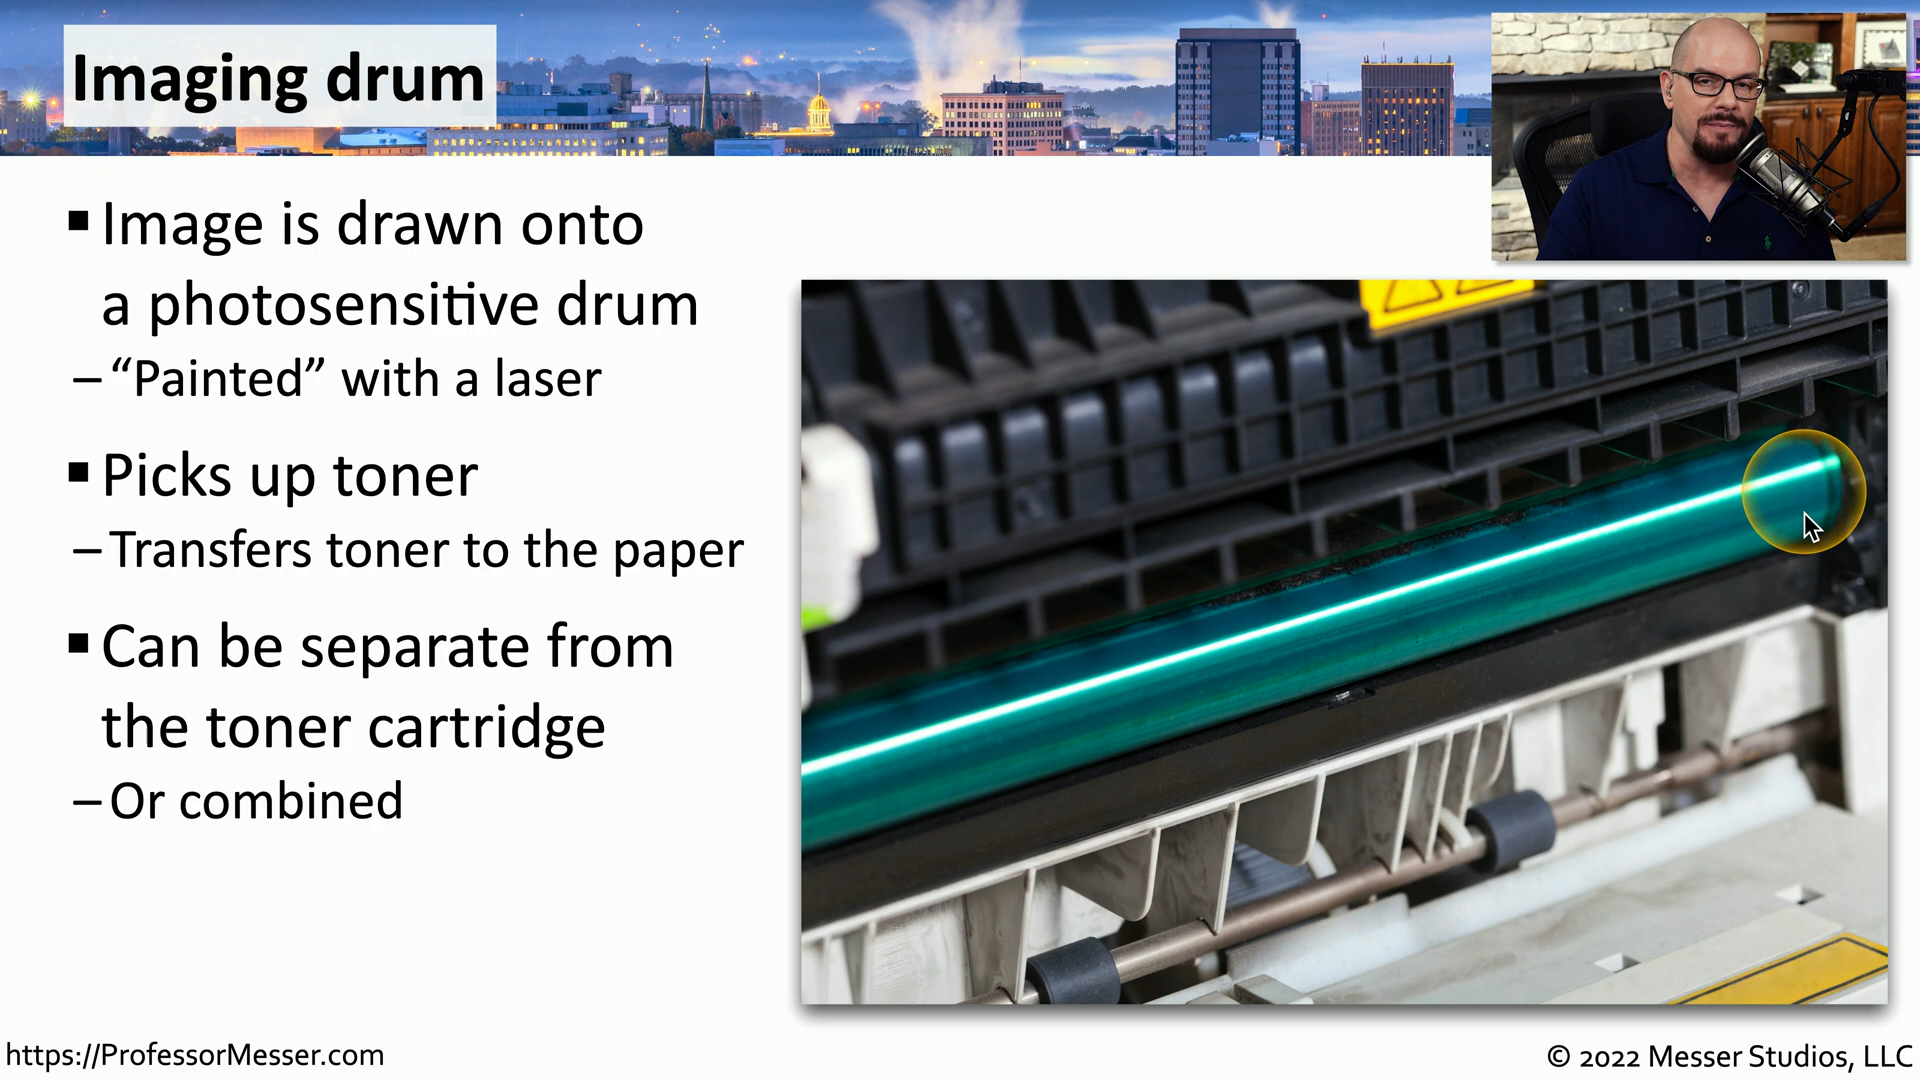 Imaging drum
▪ Image is drawn onto
a photosensitive drum
– “Painted” with a laser
▪ Picks up toner
– Transfers toner to the paper
▪ Can be separate from
the toner cartridge
– Or combined
https://ProfessorMesser.com
© 2022 Messer Studios, LLC